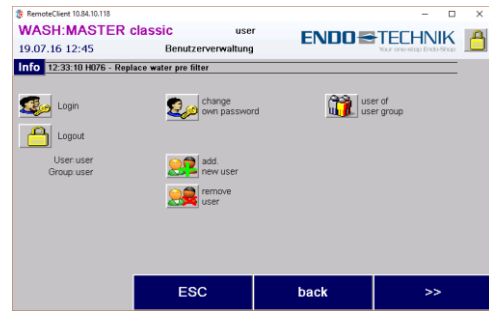 RemoteClient 10.84.10.118
WASH:MASTER classic user
ENDO TECHNIK
Your one-stop Endo-Shop
19.07.16 12:45 Benutzerverwaltung
Info 12:33:10 H076 - Replace water pre filter
Login
change
own password
user of
user group
Logout
User:user
Group:user
add.
new user
remove
user
ESC back >>